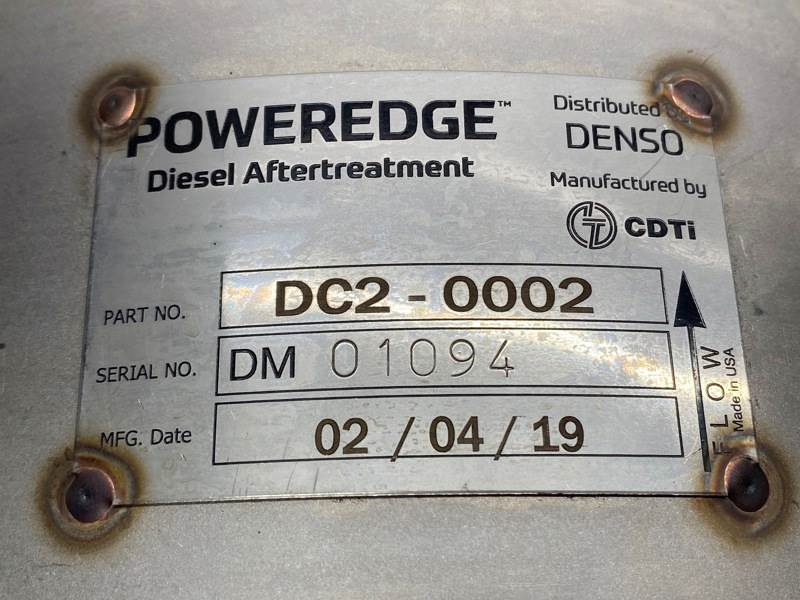 POWEREDGE™
Diesel Aftertreatment
Distributed by
DENSO
Manufactured by
CDTi
PART NO. DC2-0002
SERIAL NO. DM 01094
MFG. Date 02 / 04 / 19
FLOW
Made in USA